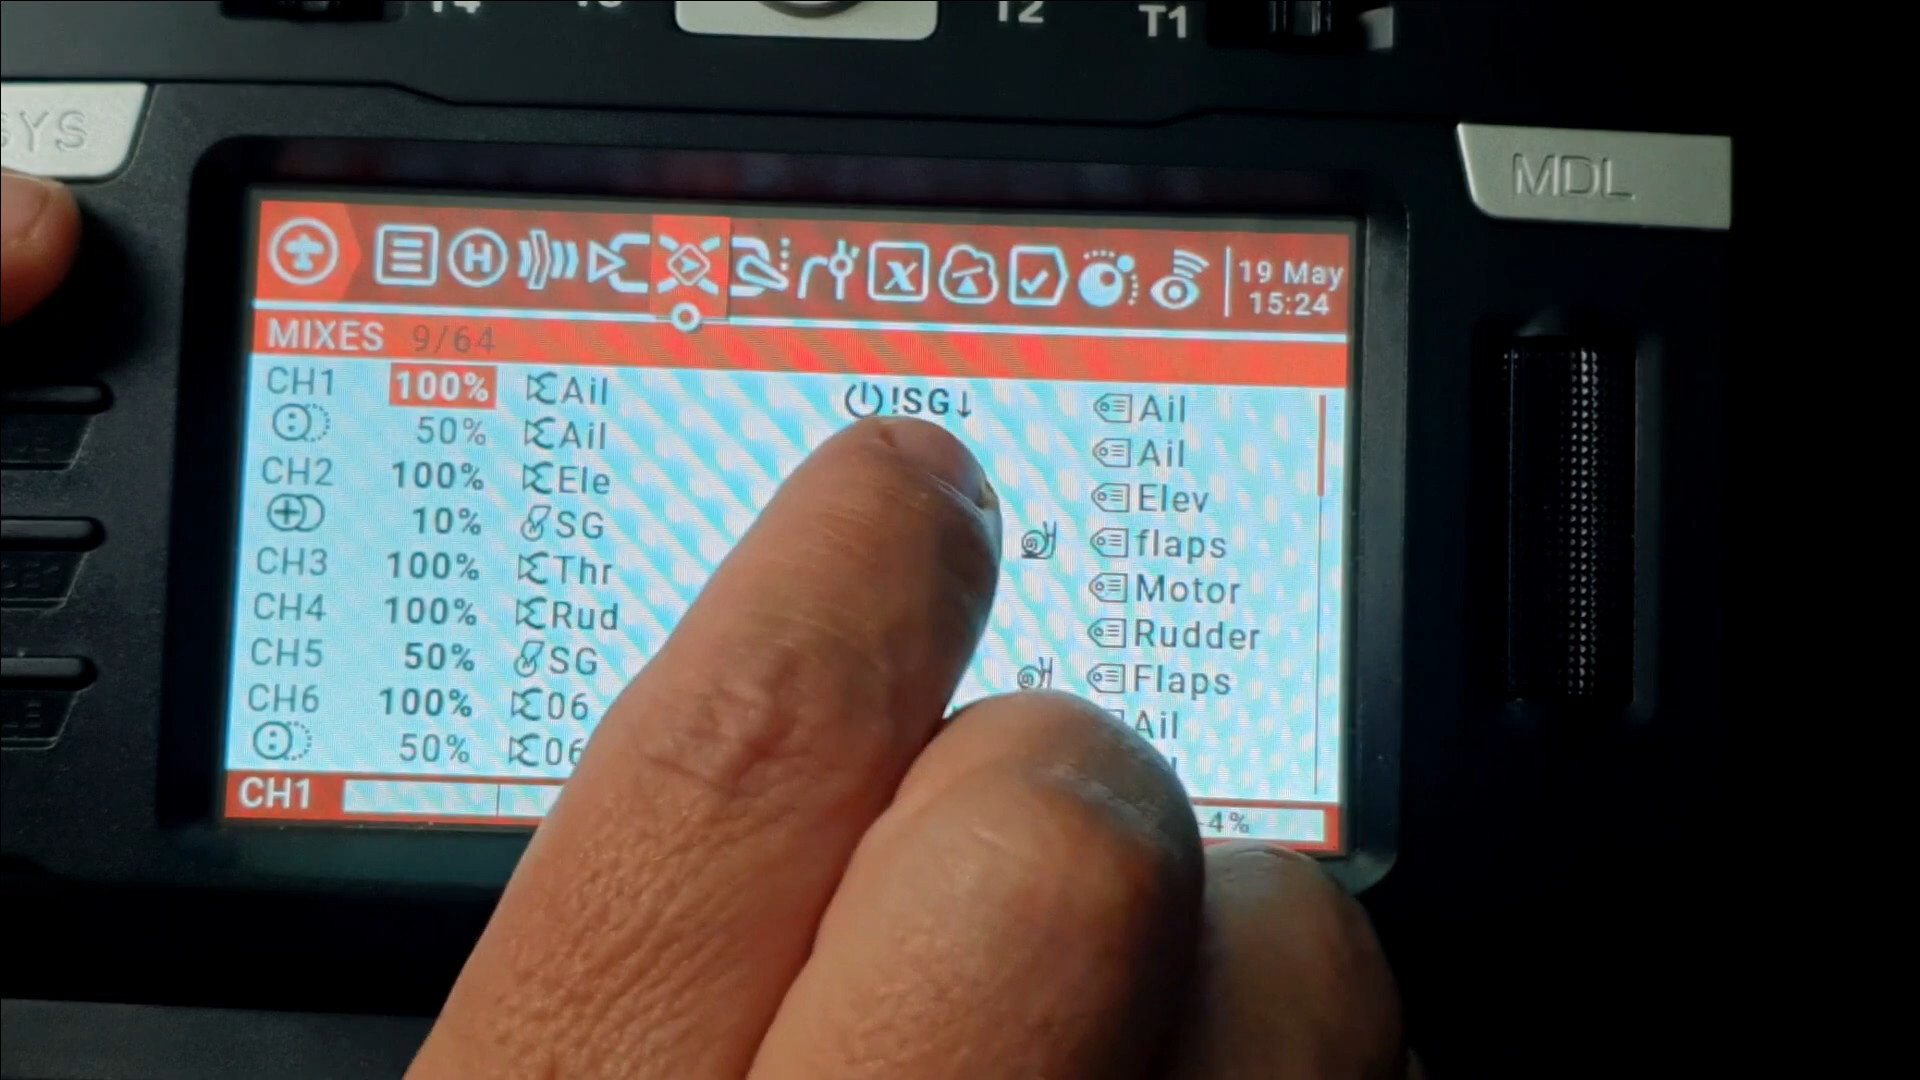 T2
T1
SYS
MDL
19 May
15:24
MIXES 9/64
CH1 100% Ail !SG↓ Ail
50% Ail Ail
CH2 100% Ele Elev
10% SG flaps
CH3 100% Thr Motor
CH4 100% Rud Rudder
CH5 50% SG Flaps
CH6 100% 06 Ail
50% 06
CH1 -4%